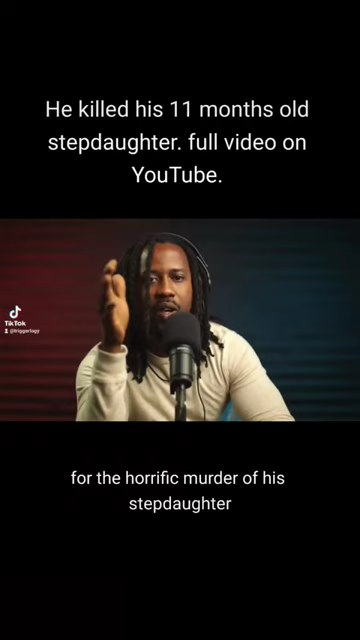 He killed his 11 months old
stepdaughter. full video on
YouTube.
TikTok
@triggerlogy
for the horrific murder of his
stepdaughter